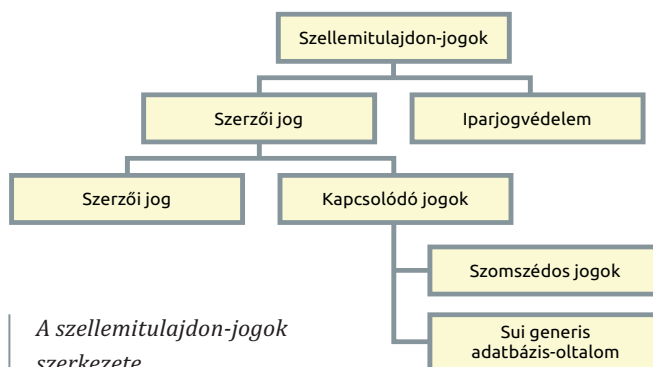 Szellemitulajdon-jogok
Szerzői jog
Iparjogvédelem
Szerzői jog
Kapcsolódó jogok
Szomszédos jogok
Sui generis
adatbázis-oltalom
A szellemitulajdon-jogok
szerkezete